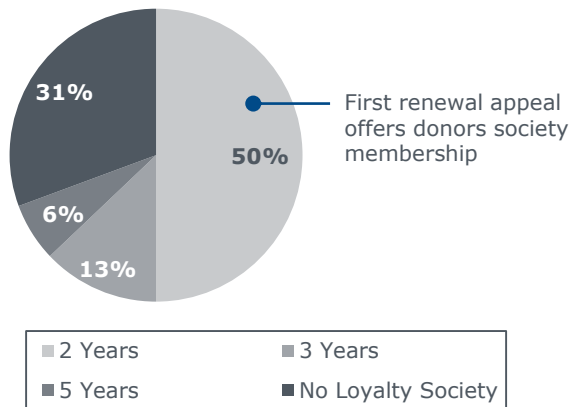 31%
First renewal appeal
offers donors society
membership
50%
6%
13%
2 Years
3 Years
5 Years
No Loyalty Society